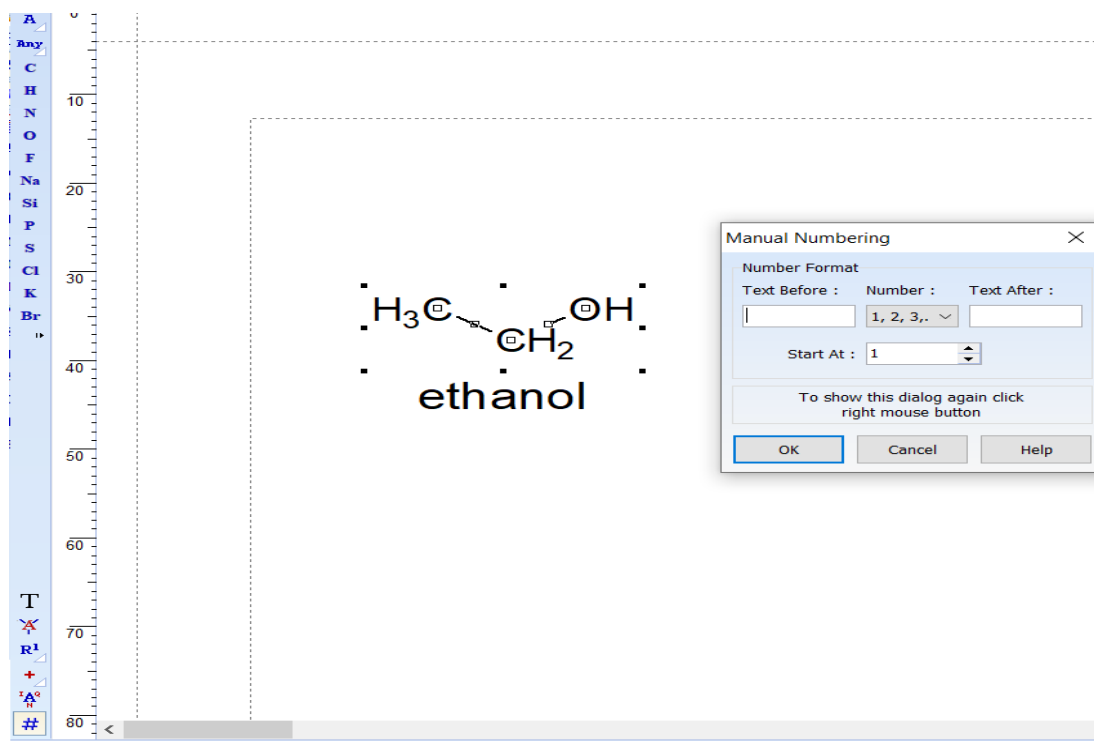 A
0
Any
C
H
N
O
F
Na
Si
P
S
Cl
K
Br
T
A
R¹
+
I A Q
H
#
10
20
30
40
50
60
70
80
H₃C
OH
CH₂
ethanol
Manual Numbering
Number Format
Text Before : Number : Text After :
1, 2, 3,.
Start At : 1
To show this dialog again click
right mouse button
OK Cancel Help